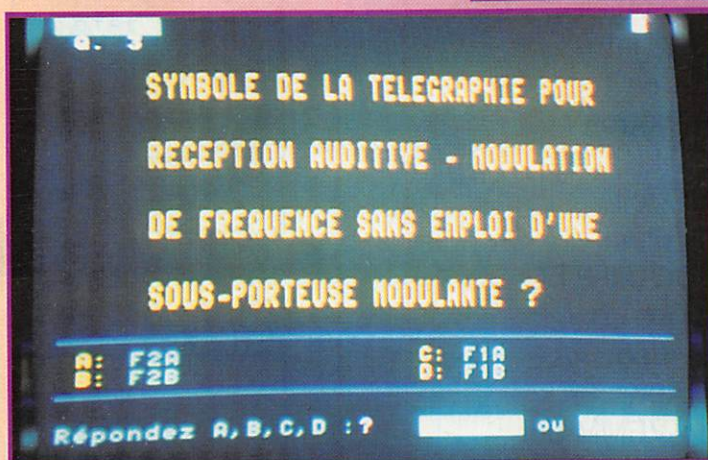 Q. 3
SYMBOLE DE LA TELEGRAPHIE POUR
RECEPTION AUDITIVE - MODULATION
DE FREQUENCE SANS EMPLOI D'UNE
SOUS-PORTEUSE MODULANTE ?
A: F2A C: F1A
B: F2B D: F1B
Répondez A,B,C,D :? ou